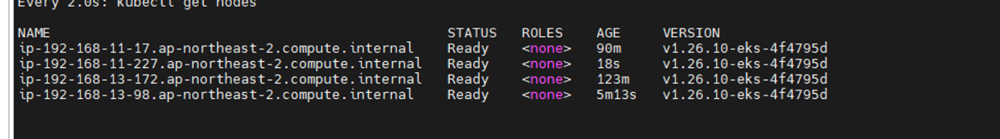 Every 2.0s: kubectl get nodes
NAME STATUS ROLES AGE VERSION
ip-192-168-11-17.ap-northeast-2.compute.internal Ready <none> 90m v1.26.10-eks-4f4795d
ip-192-168-11-227.ap-northeast-2.compute.internal Ready <none> 18s v1.26.10-eks-4f4795d
ip-192-168-13-172.ap-northeast-2.compute.internal Ready <none> 123m v1.26.10-eks-4f4795d
ip-192-168-13-98.ap-northeast-2.compute.internal Ready <none> 5m13s v1.26.10-eks-4f4795d